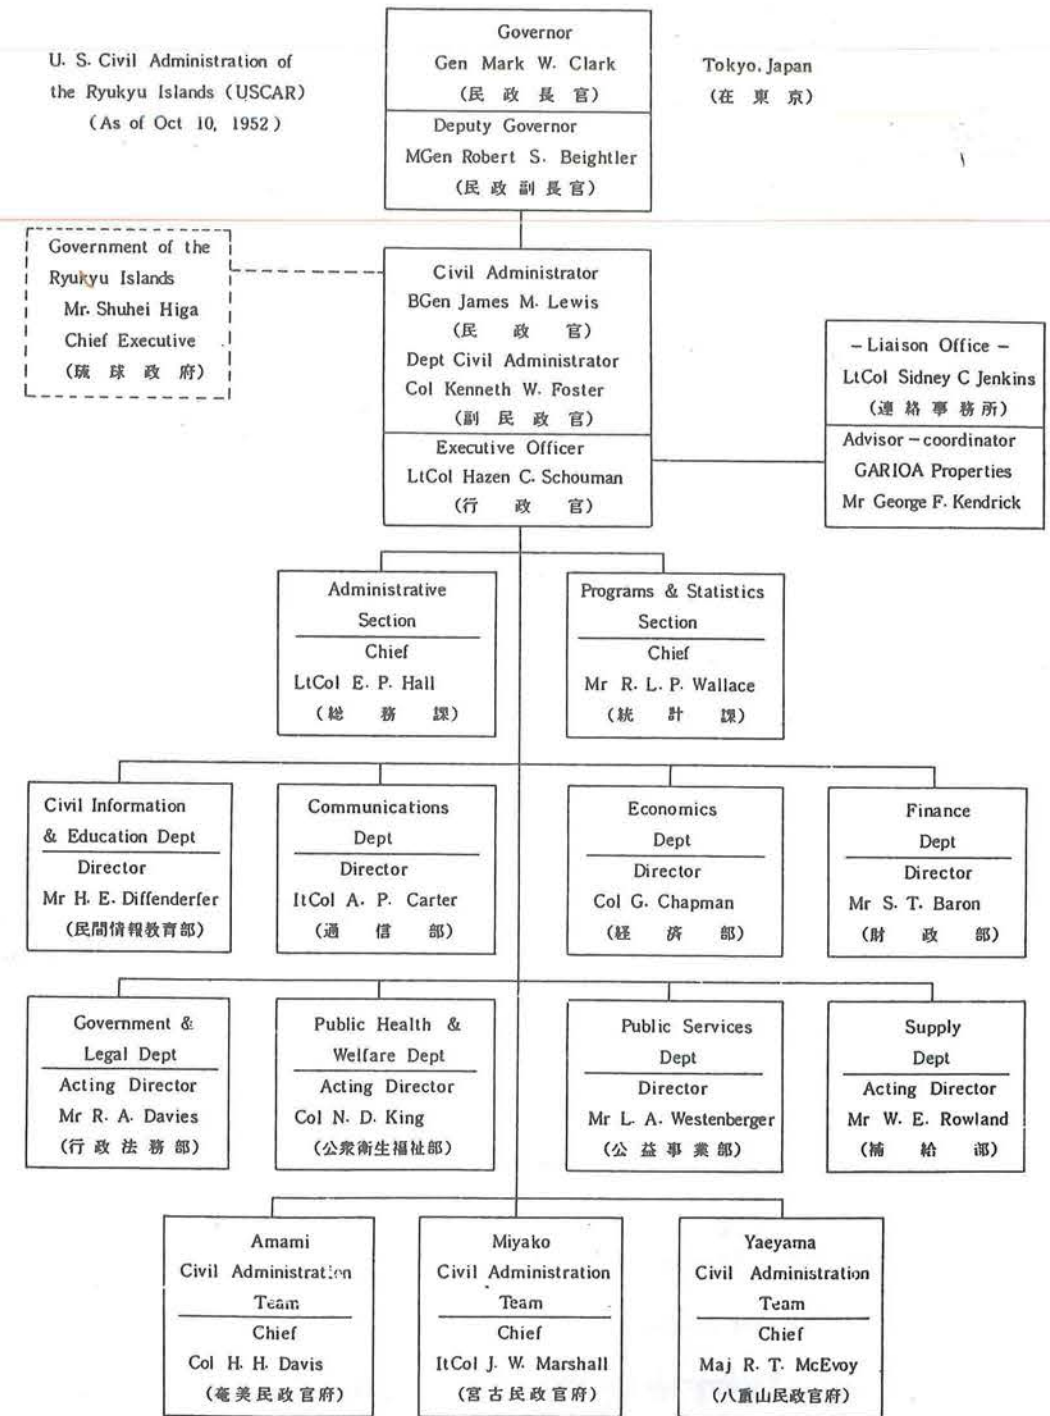 U. S. Civil Administration of
the Ryukyu Islands (USCAR)
(As of Oct 10, 1952)
Governor
Gen Mark W. Clark
(民政長官)
Deputy Governor
MGen Robert S. Beightler
(民政副長官)
Tokyo, Japan
(在東京)
Government of the
Ryukyu Islands
Mr. Shuhei Higa
Chief Executive
(琉球政府)
Civil Administrator
BGen James M. Lewis
(民政官)
Dept Civil Administrator
Col Kenneth W. Foster
(副民政官)
Executive Officer
LtCol Hazen C. Schouman
(行政官)
– Liaison Office –
LtCol Sidney C Jenkins
(連絡事務所)
Advisor – coordinator
GARIOA Properties
Mr George F. Kendrick
Administrative
Section
Chief
LtCol E. P. Hall
(総務課)
Programs & Statistics
Section
Chief
Mr R. L. P. Wallace
(統計課)
Civil Information
& Education Dept
Director
Mr H. E. Diffenderfer
(民間情報教育部)
Communications
Dept
Director
ItCol A. P. Carter
(通信部)
Economics
Dept
Director
Col G. Chapman
(経済部)
Finance
Dept
Director
Mr S. T. Baron
(財政部)
Government &
Legal Dept
Acting Director
Mr R. A. Davies
(行政法務部)
Public Health &
Welfare Dept
Acting Director
Col N. D. King
(公衆衛生福祉部)
Public Services
Dept
Director
Mr L. A. Westenberger
(公益事業部)
Supply
Dept
Acting Director
Mr W. E. Rowland
(補給部)
Amami
Civil Administration
Team
Chief
Col H. H. Davis
(奄美民政官府)
Miyako
Civil Administration
Team
Chief
ItCol J. W. Marshall
(宮古民政官府)
Yaeyama
Civil Administration
Team
Chief
Maj R. T. McEvoy
(八重山民政官府)